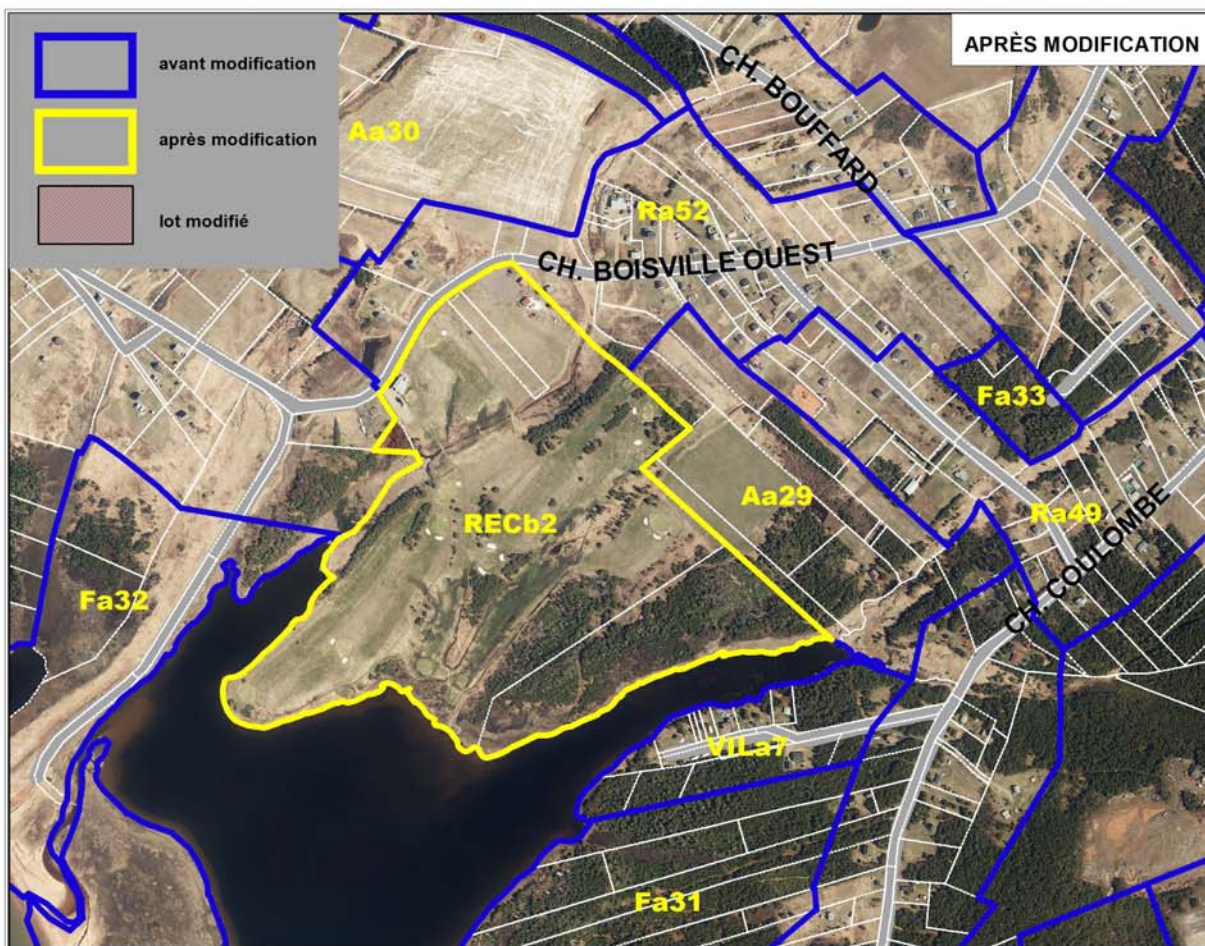 avant modification
après modification
lot modifié
APRÈS MODIFICATION
CH. BOUFFARD
Aa30
Ra52
CH. BOISVILLE OUEST
Fa33
Aa29
Ra49
RECb2
CH. COULOMBE
Fa32
VILa7
Fa31